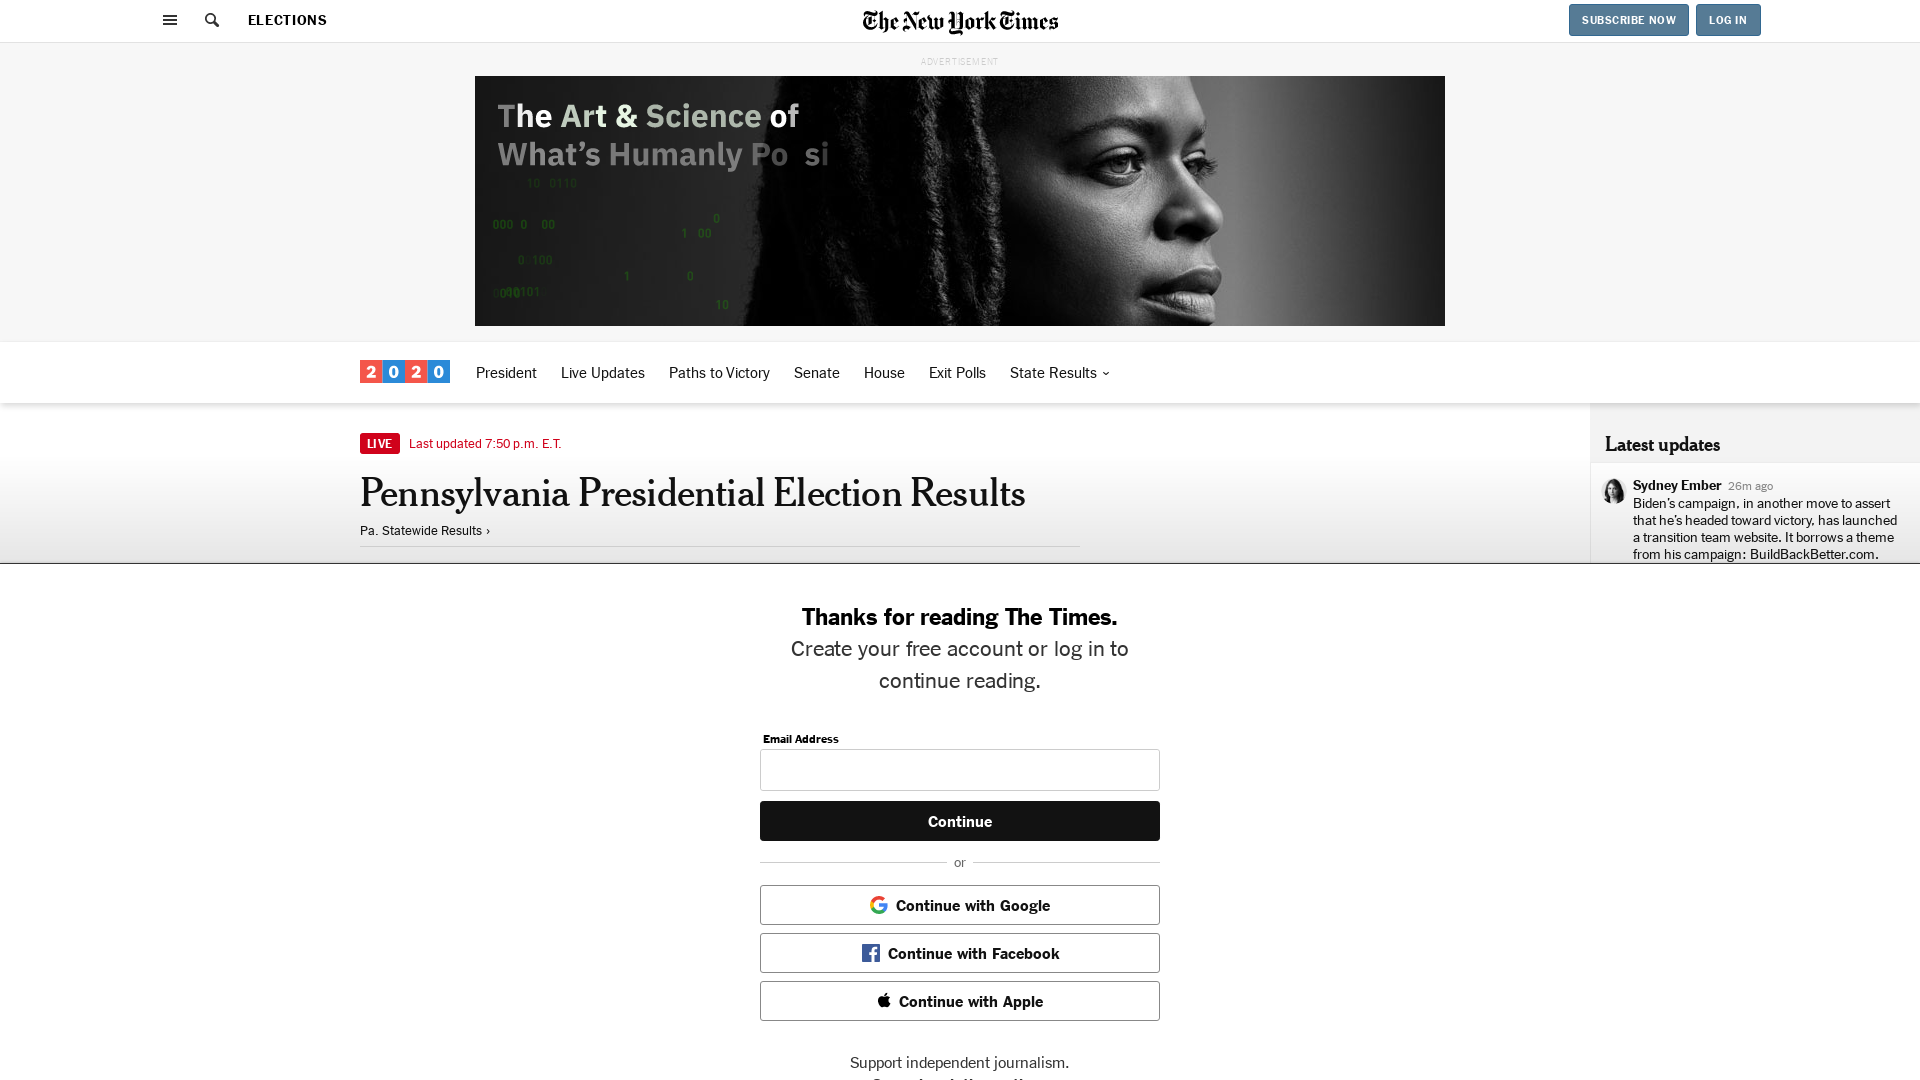 ELECTIONS
The New York Times
SUBSCRIBE NOW
LOG IN
ADVERTISEMENT
The Art & Science of
What's Humanly Po si
10 0110
000 0 00
0
1 00
0 100
1
0
10
2020
President
Live Updates
Paths to Victory
Senate
House
Exit Polls
State Results
LIVE
Last updated 7:50 p.m. E.T.
Pennsylvania Presidential Election Results
Pa. Statewide Results ›
Latest updates
Sydney Ember 26m ago
Biden's campaign, in another move to assert
that he's headed toward victory, has launched
a transition team website. It borrows a theme
from his campaign: BuildBackBetter.com.
Thanks for reading The Times.
Create your free account or log in to
continue reading.
Email Address
Continue
or
Continue with Google
Continue with Facebook
Continue with Apple
Support independent journalism.